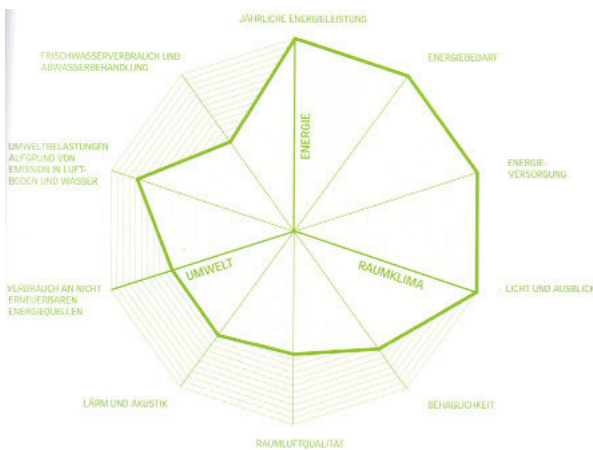 JÄHRLICHE ENERGIELEISTUNG
FRISCHWASSERVERBRAUCH UND
ABWASSERBEHANDLUNG
ENERGIEBEDARF
ENERGIE
UMWELTBELASTUNGEN
AUFGRUND VON
EMISSION IN LUFT-
BODEN UND WASSER
ENERGIE-
VERSORGUNG
UMWELT
RAUMKLIMA
VERBRAUCH AN NICHT
ERNEUERBAREN
ENERGIEQUELLEN
LICHT UND AUSBLICK
LÄRM UND AKUSTIK
BEHAGLICHKEIT
RAUMLUFTQUALITÄT